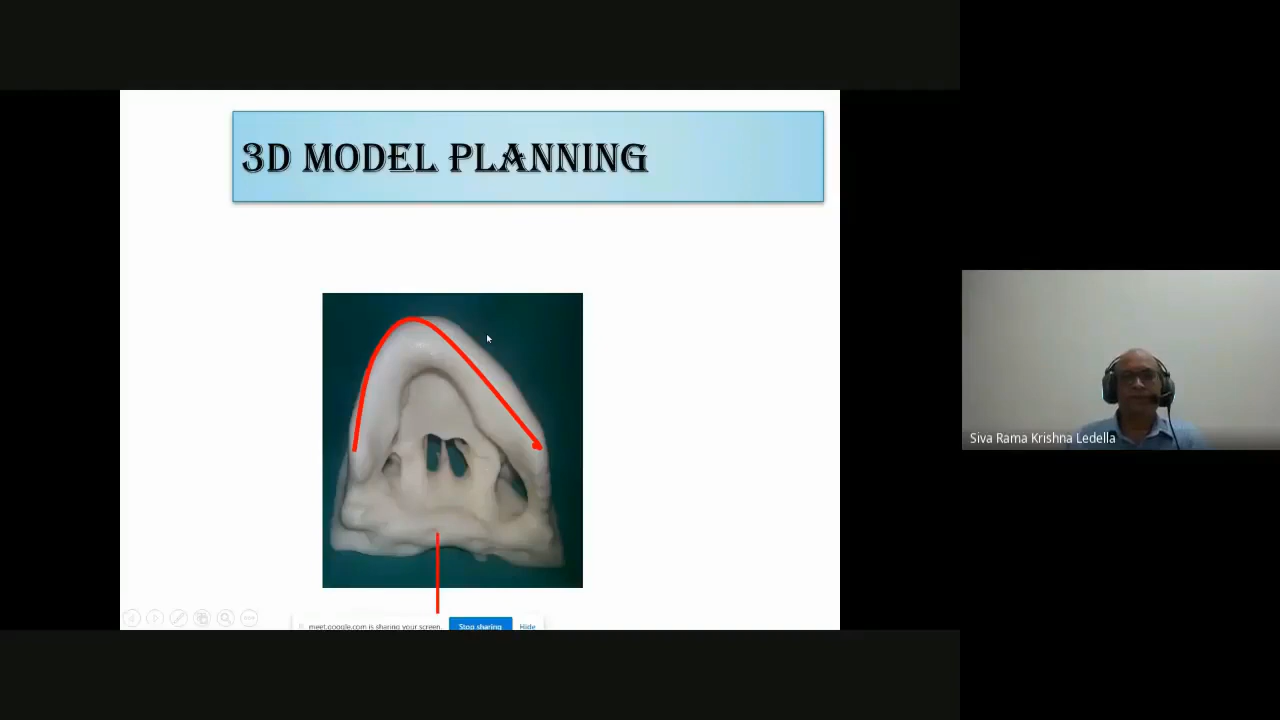 3D MODEL PLANNING
Siva Rama Krishna Ledella
meet.google.com is sharing your screen.
Stop sharing
Hide